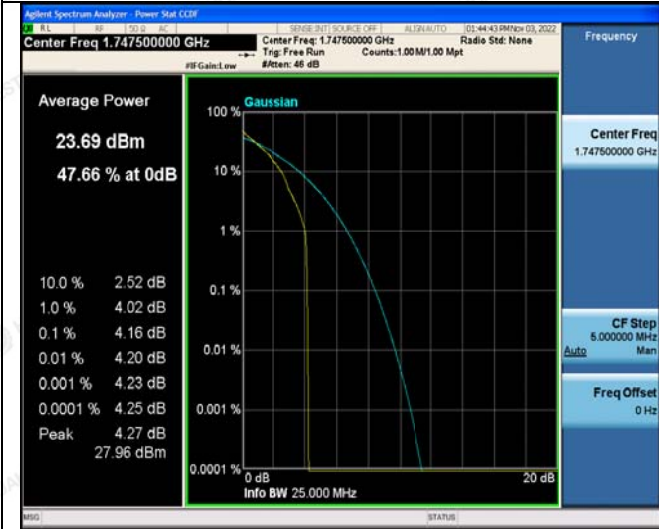 Agilent Spectrum Analyzer - Power Stat CCDF
RL RF 50 Ω AC SENSE:INT SOURCE OFF ALIGNAUTO 01:44:43 PM Nov 03, 2022
Center Freq 1.747500000 GHz
Center Freq: 1.747500000 GHz Radio Std: None
Trig: Free Run Counts:1.00 M/1.00 Mpt
#IFGain:Low #Atten: 46 dB
Frequency
Average Power
23.69 dBm
47.66 % at 0dB
10.0 % 2.52 dB
1.0 % 4.02 dB
0.1 % 4.16 dB
0.01 % 4.20 dB
0.001 % 4.23 dB
0.0001 % 4.25 dB
Peak 4.27 dB
27.96 dBm
Gaussian
100 %
10 %
1 %
0.1 %
0.01 %
0.001 %
0.0001 %
0 dB 20 dB
Info BW 25.000 MHz
Center Freq
1.747500000 GHz
CF Step
5.000000 MHz
Auto Man
Freq Offset
0 Hz
MSG STATUS